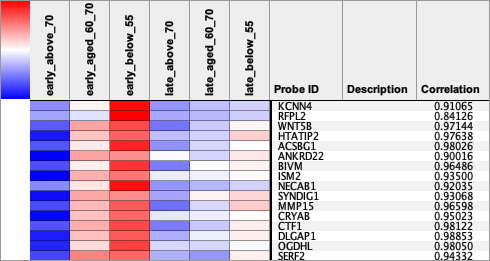 early_above_70
early_aged_60_70
early_below_55
late_above_70
late_aged_60_70
late_below_55
Probe ID Description Correlation
KCNN4 0.91065
RFPL2 0.84126
WNT5B 0.97144
HTATIP2 0.97638
ACSBG1 0.98026
ANKRD22 0.90016
BIVM 0.96486
ISM2 0.93500
NECAB1 0.92035
SYNDIG1 0.93068
MMP15 0.96598
CRYAB 0.95023
CTF1 0.98122
DLGAP1 0.98853
OGDHL 0.98050
SERF2 0.94332